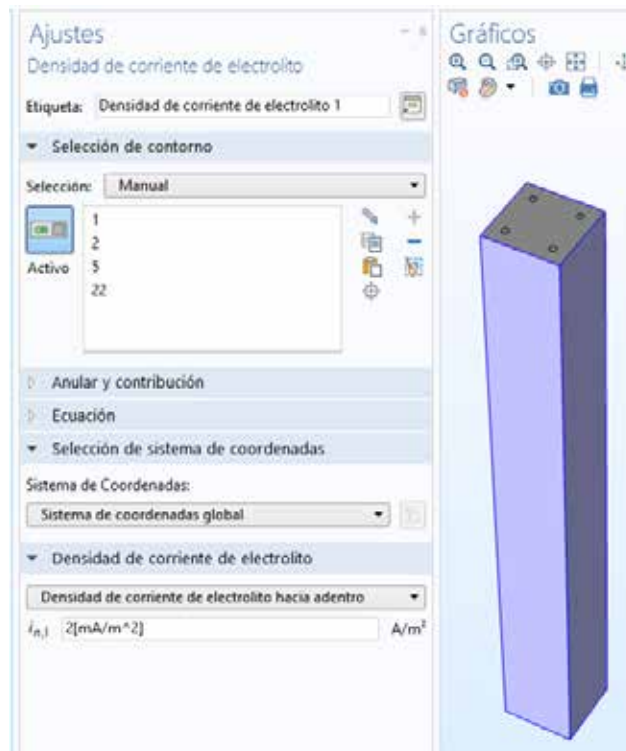 Ajustes
Densidad de corriente de electrolito
Etiqueta: Densidad de corriente de electrolito 1
Selección de contorno
Selección: Manual
1
2
5
22
Activo
Anular y contribución
Ecuación
Selección de sistema de coordenadas
Sistema de Coordenadas:
Sistema de coordenadas global
Densidad de corriente de electrolito
Densidad de corriente de electrolito hacia adentro
i_n,l 2[mA/m^2] A/m²
Gráficos